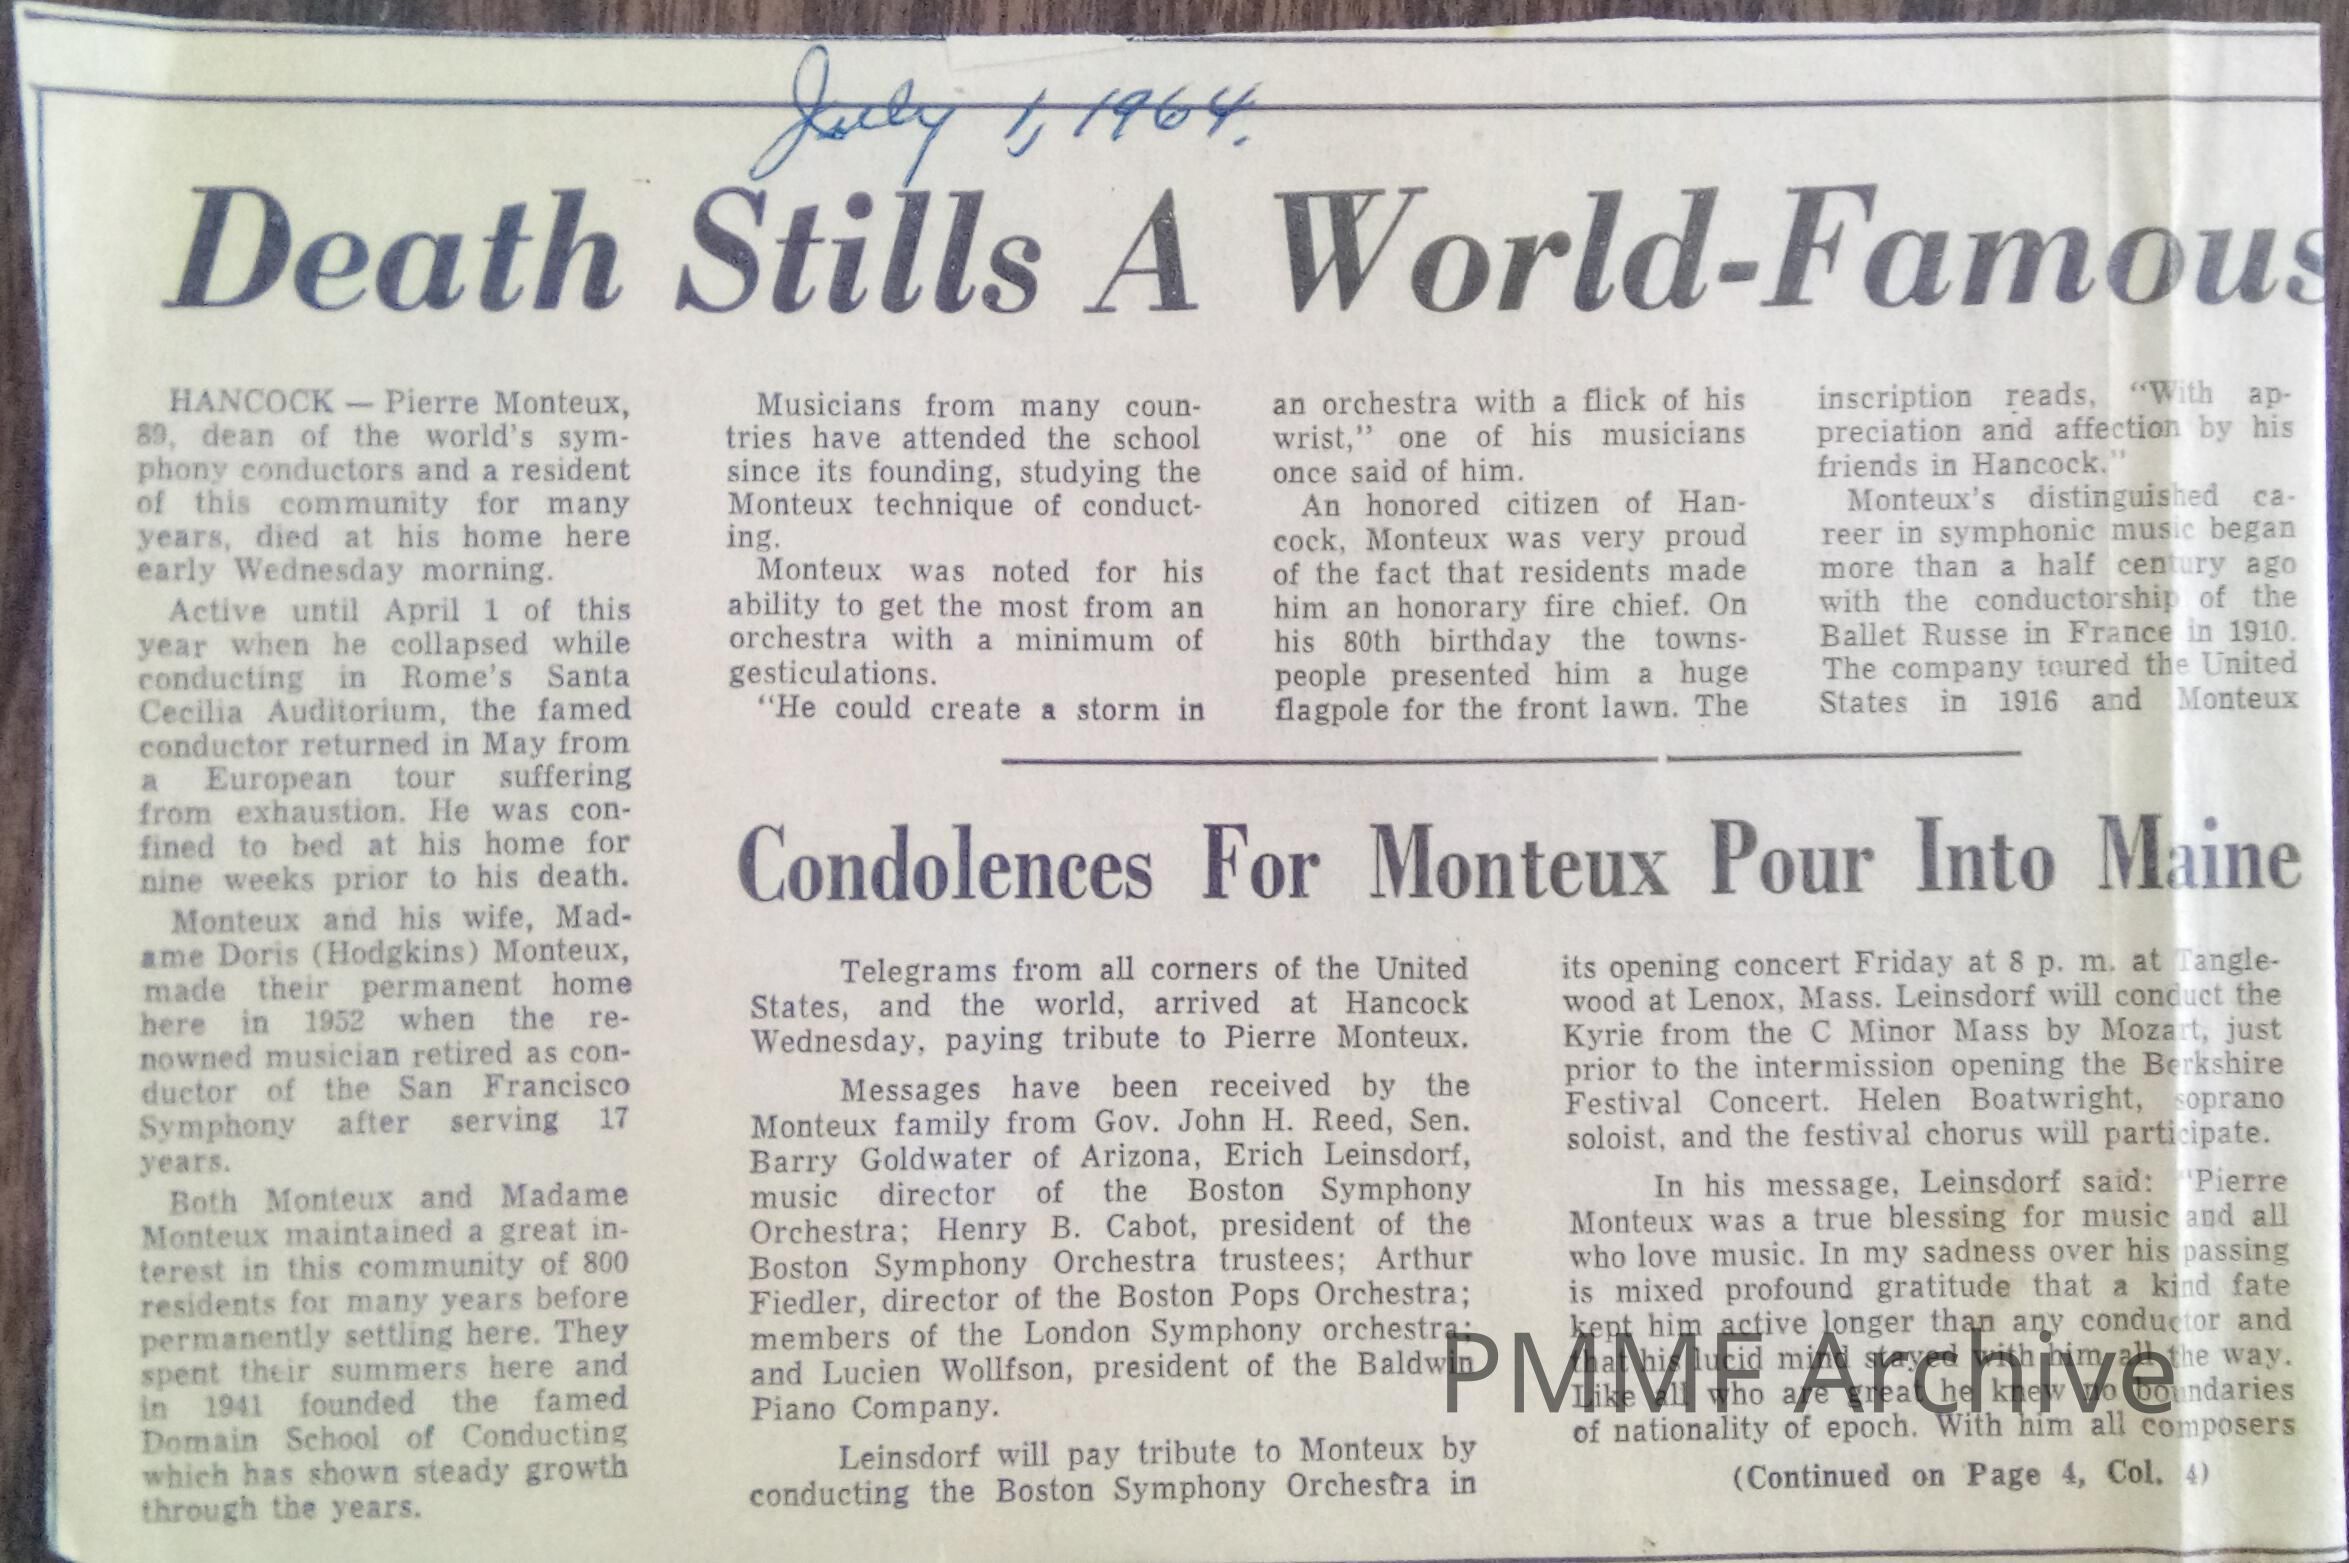 July 1, 1964.
Death Stills A World-Famous
HANCOCK — Pierre Monteux,
89, dean of the world's sym-
phony conductors and a resident
of this community for many
years, died at his home here
early Wednesday morning.
Active until April 1 of this
year when he collapsed while
conducting in Rome's Santa
Cecilia Auditorium, the famed
conductor returned in May from
a European tour suffering
from exhaustion. He was con-
fined to bed at his home for
nine weeks prior to his death.
Monteux and his wife, Mad-
ame Doris (Hodgkins) Monteux,
made their permanent home
here in 1952 when the re-
nowned musician retired as con-
ductor of the San Francisco
Symphony after serving 17
years.
Both Monteux and Madame
Monteux maintained a great in-
terest in this community of 800
residents for many years before
permanently settling here. They
spent their summers here and
in 1941 founded the famed
Domain School of Conducting
which has shown steady growth
through the years.
Musicians from many coun-
tries have attended the school
since its founding, studying the
Monteux technique of conduct-
ing.
Monteux was noted for his
ability to get the most from an
orchestra with a minimum of
gesticulations.
"He could create a storm in
an orchestra with a flick of his
wrist," one of his musicians
once said of him.
An honored citizen of Han-
cock, Monteux was very proud
of the fact that residents made
him an honorary fire chief. On
his 80th birthday the towns-
people presented him a huge
flagpole for the front lawn. The
inscription reads, "With ap-
preciation and affection by his
friends in Hancock."
Monteux's distinguished ca-
reer in symphonic music began
more than a half century ago
with the conductorship of the
Ballet Russe in France in 1910.
The company toured the United
States in 1916 and Monteux
Condolences For Monteux Pour Into Maine
Telegrams from all corners of the United
States, and the world, arrived at Hancock
Wednesday, paying tribute to Pierre Monteux.
Messages have been received by the
Monteux family from Gov. John H. Reed, Sen.
Barry Goldwater of Arizona, Erich Leinsdorf,
music director of the Boston Symphony
Orchestra; Henry B. Cabot, president of the
Boston Symphony Orchestra trustees; Arthur
Fiedler, director of the Boston Pops Orchestra;
members of the London Symphony orchestra;
and Lucien Wollfson, president of the Baldwin
Piano Company.
Leinsdorf will pay tribute to Monteux by
conducting the Boston Symphony Orchestra in
its opening concert Friday at 8 p. m. at Tangle-
wood at Lenox, Mass. Leinsdorf will conduct the
Kyrie from the C Minor Mass by Mozart, just
prior to the intermission opening the Berkshire
Festival Concert. Helen Boatwright, soprano
soloist, and the festival chorus will participate.
In his message, Leinsdorf said: "Pierre
Monteux was a true blessing for music and all
who love music. In my sadness over his passing
is mixed profound gratitude that a kind fate
kept him active longer than any conductor and
that his lucid mind stayed with him all the way.
Like all who are great he knew no boundaries
of nationality of epoch. With him all composers
(Continued on Page 4, Col. 4)
PMMF Archive